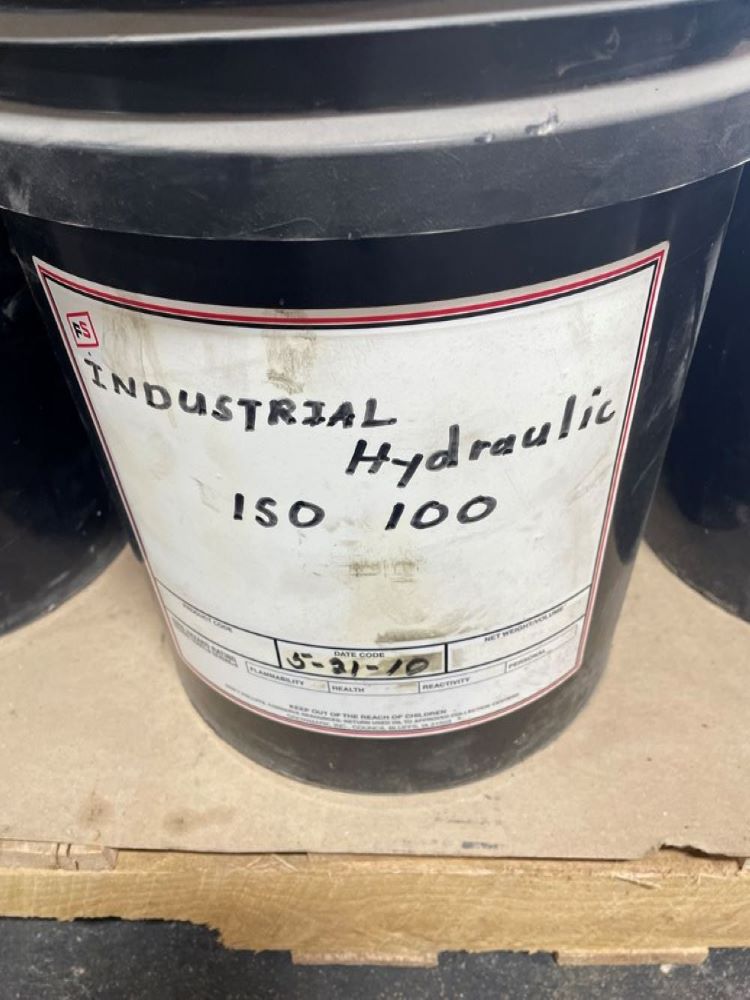 FS
INDUSTRIAL
Hydraulic
ISO 100
PRODUCT CODE
DATE CODE
NET WEIGHT/VOLUME
5-21-10
FLAMMABILITY
HEALTH
REACTIVITY
PERSONAL
KEEP OUT OF THE REACH OF CHILDREN